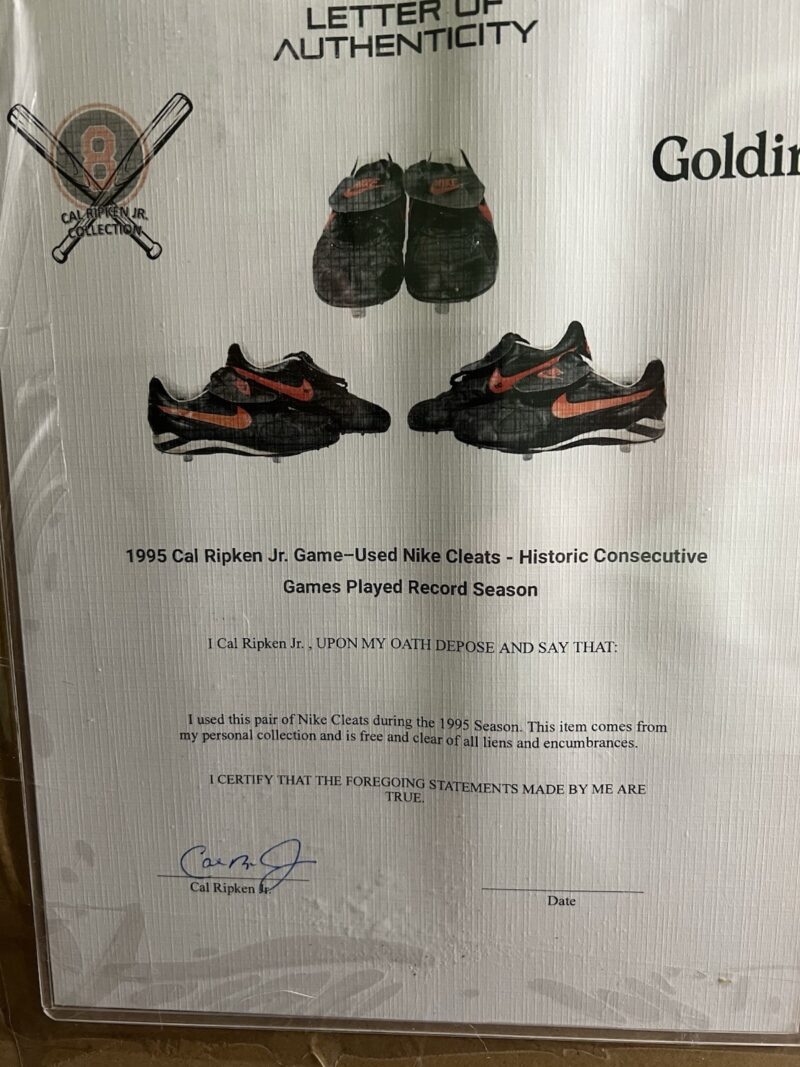 LETTER OF
AUTHENTICITY
8
CAL RIPKEN JR.
COLLECTION
Goldin
NIKE
1995 Cal Ripken Jr. Game-Used Nike Cleats - Historic Consecutive
Games Played Record Season
I Cal Ripken Jr. , UPON MY OATH DEPOSE AND SAY THAT:
I used this pair of Nike Cleats during the 1995 Season. This item comes from
my personal collection and is free and clear of all liens and encumbrances.
I CERTIFY THAT THE FOREGOING STATEMENTS MADE BY ME ARE
TRUE.
Cal Ripken Jr.
Date